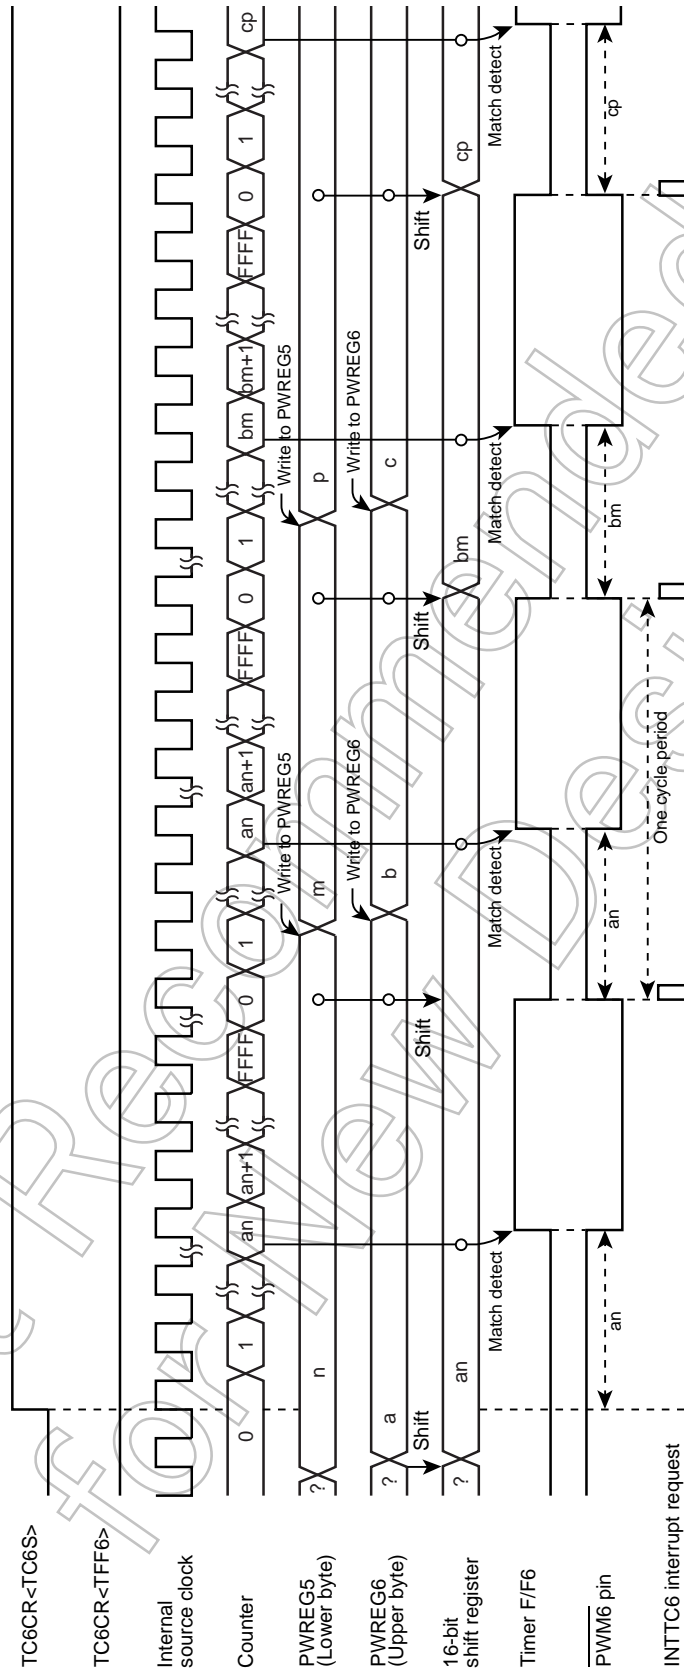 TC6CR<TC6S>
TC6CR<TFF6>
Internal
source clock
Counter
0
1
an
an+1
FFFF
0
1
an
an+1
FFFF
0
1
bm
bm+1
FFFF
0
1
cp
PWREG5
(Lower byte)
?
n
Write to PWREG5
m
Write to PWREG5
p
PWREG6
(Upper byte)
?
a
Write to PWREG6
b
Write to PWREG6
c
Shift
Shift
Shift
Shift
16-bit
shift register
?
an
bm
cp
Match detect
Match detect
Match detect
Match detect
Timer F/F6
PWM6 pin
an
an
bm
cp
One cycle period
INTTC6 interrupt request
Recommended
for New Desi